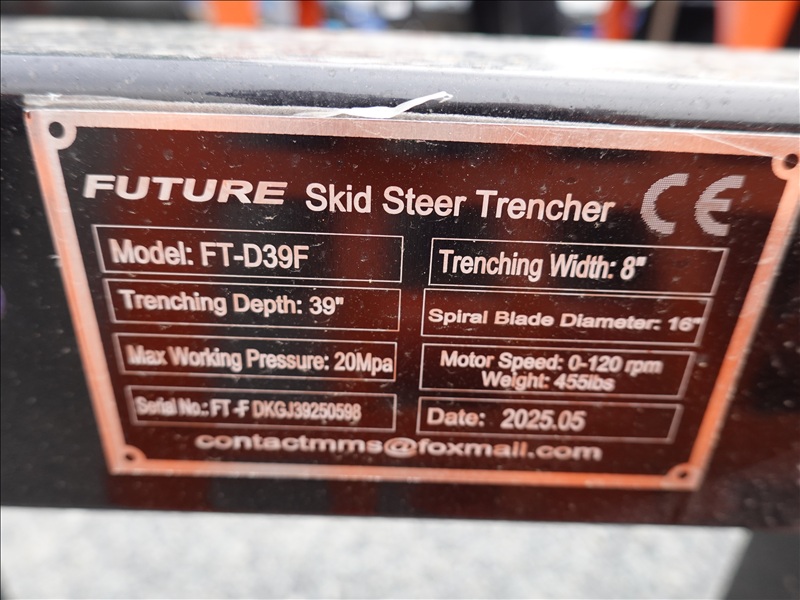 FUTURE Skid Steer Trencher CE
Model: FT-D39F
Trenching Width: 8"
Trenching Depth: 39"
Spiral Blade Diameter: 16"
Max Working Pressure: 20Mpa
Motor Speed: 0-120 rpm
Weight: 455lbs
Serial No.: FT-F DKGJ39250598
Date: 2025.05
contactmms@foxmail.com